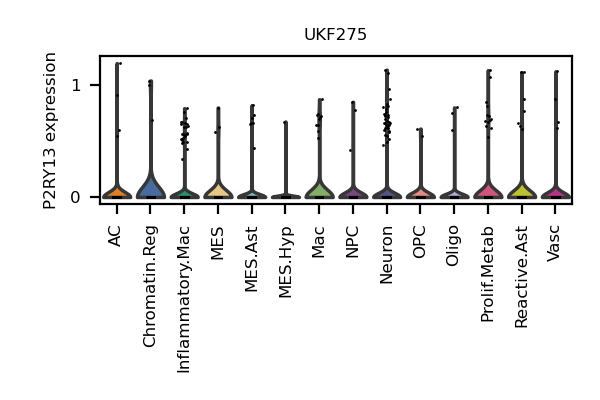 UKF275
P2RY13 expression
1
0
AC
Chromatin.Reg
Inflammatory.Mac
MES
MES.Ast
MES.Hyp
Mac
NPC
Neuron
OPC
Oligo
Prolif.Metab
Reactive.Ast
Vasc